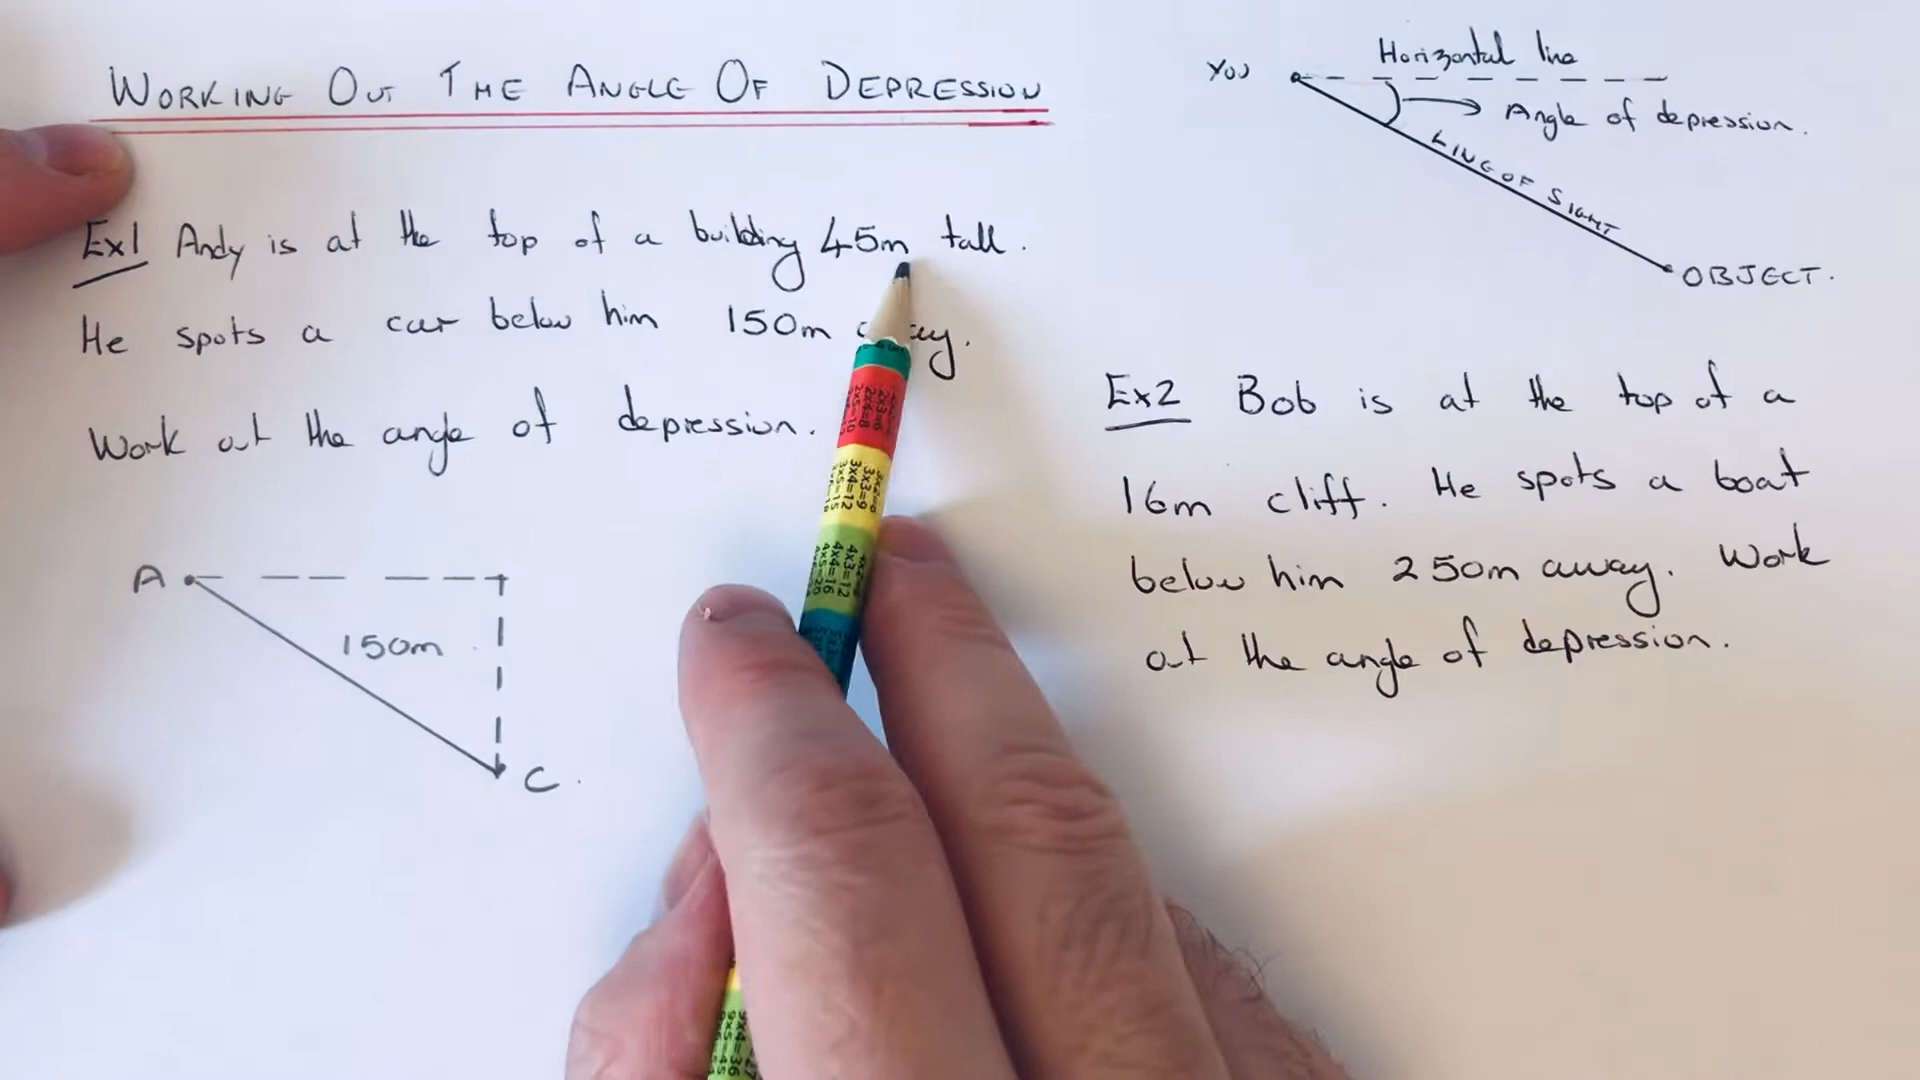 WORKING OUT THE ANGLE OF DEPRESSION
Ex1 Andy is at the top of a building 45m tall.
He spots a car below him 150m
Work out the angle of depression.
A
150m
C.
YOU
Horizontal line
Angle of depression.
LINE OF SIGHT
OBJECT.
Ex2 Bob is at the top of a
16m cliff. He spots a boat
below him 250m away. Work
out the angle of depression.